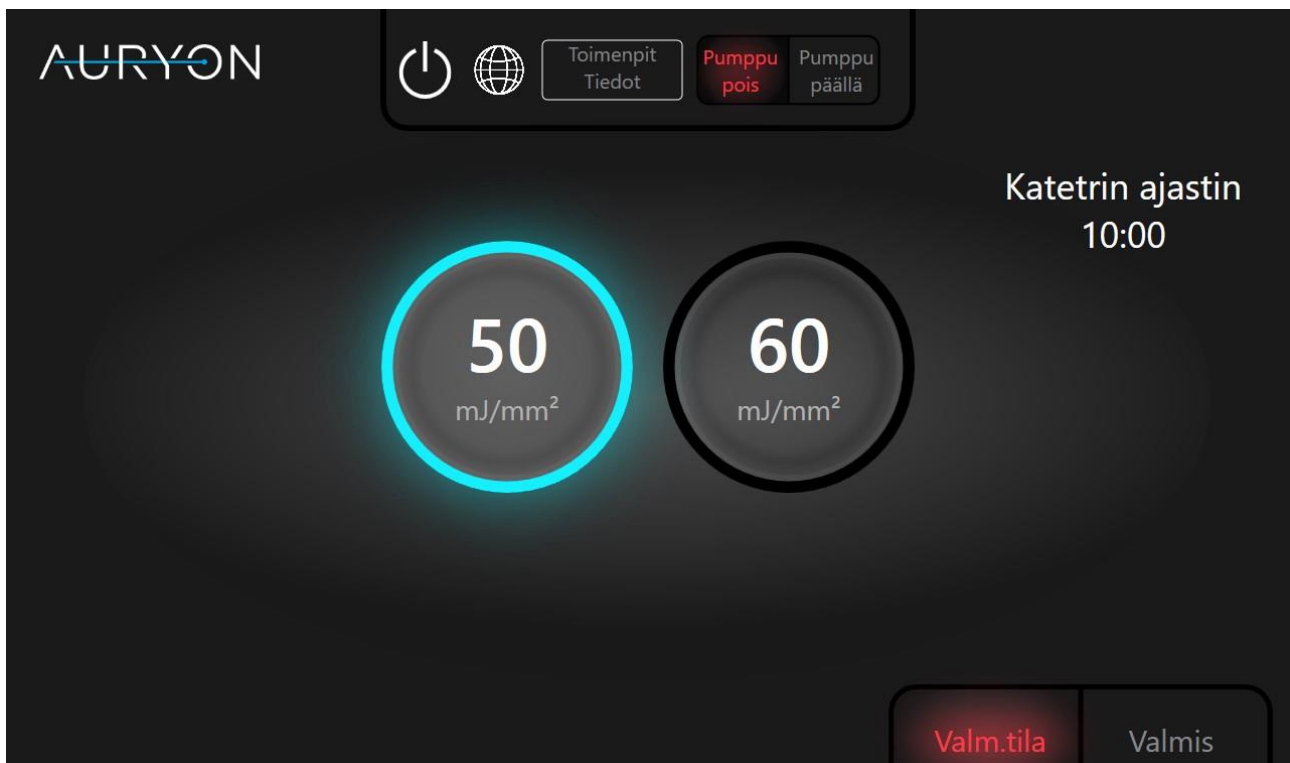 AURYON
Toimenpit
Tiedot
Pumppu
pois
Pumppu
päällä
Katetrin ajastin
10:00
50
mJ/mm²
60
mJ/mm²
Valm.tila
Valmis